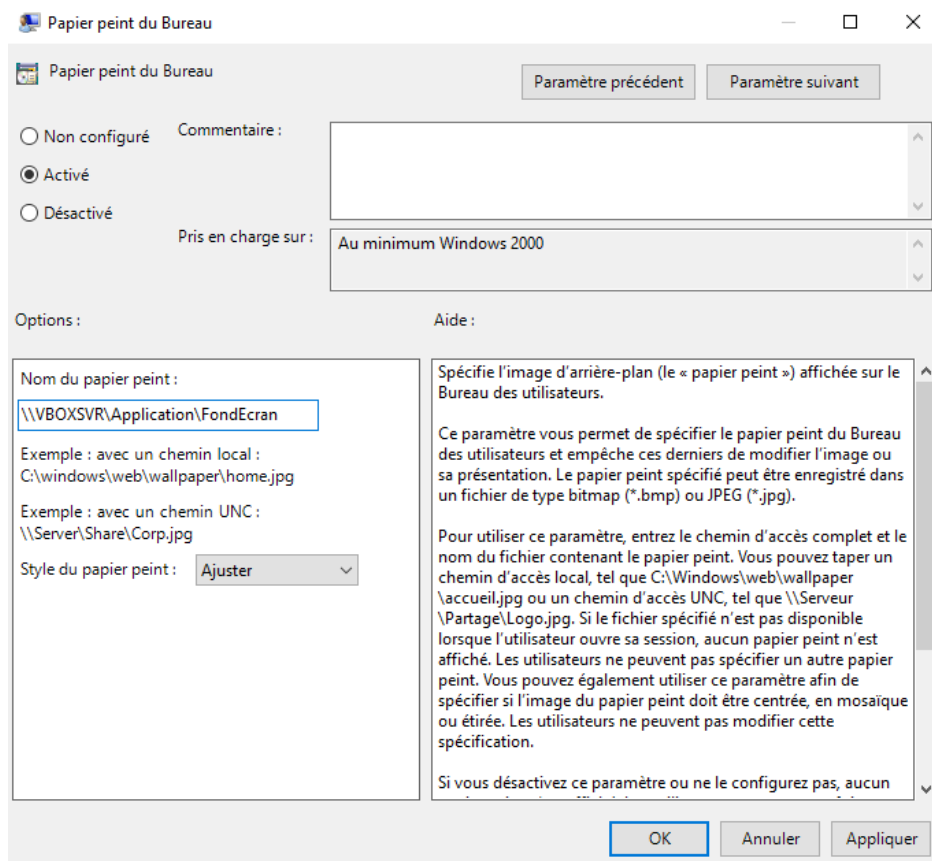 Papier peint du Bureau
Papier peint du Bureau
Paramètre précédent
Paramètre suivant
Non configuré
Commentaire :
Activé
Désactivé
Pris en charge sur :
Au minimum Windows 2000
Options :
Aide :
Nom du papier peint :
\\VBOXSVR\Application\FondEcran
Exemple : avec un chemin local :
C:\windows\web\wallpaper\home.jpg
Exemple : avec un chemin UNC :
\\Server\Share\Corp.jpg
Style du papier peint :
Ajuster
Spécifie l’image d’arrière-plan (le « papier peint ») affichée sur le
Bureau des utilisateurs.
Ce paramètre vous permet de spécifier le papier peint du Bureau
des utilisateurs et empêche ces derniers de modifier l’image ou
sa présentation. Le papier peint spécifié peut être enregistré dans
un fichier de type bitmap (*.bmp) ou JPEG (*.jpg).
Pour utiliser ce paramètre, entrez le chemin d’accès complet et le
nom du fichier contenant le papier peint. Vous pouvez taper un
chemin d’accès local, tel que C:\Windows\web\wallpaper
\accueil.jpg ou un chemin d’accès UNC, tel que \\Serveur
\Partage\Logo.jpg. Si le fichier spécifié n’est pas disponible
lorsque l’utilisateur ouvre sa session, aucun papier peint n’est
affiché. Les utilisateurs ne peuvent pas spécifier un autre papier
peint. Vous pouvez également utiliser ce paramètre afin de
spécifier si l’image du papier peint doit être centrée, en mosaïque
ou étirée. Les utilisateurs ne peuvent pas modifier cette
spécification.
Si vous désactivez ce paramètre ou ne le configurez pas, aucun
OK
Annuler
Appliquer